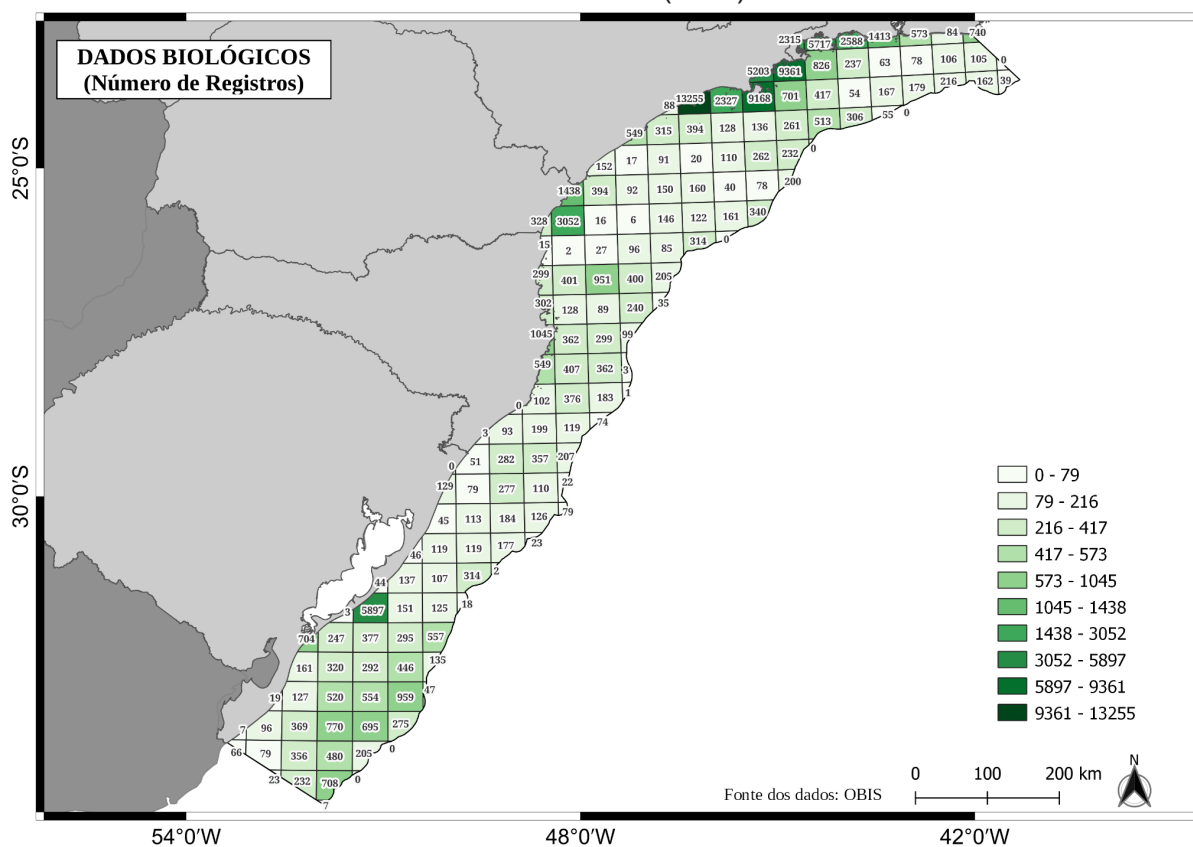 DADOS BIOLÓGICOS
(Número de Registros)
2315 5717 2588 1413 573 84 740
5203 9361 826 237 63 78 106 105 0
88 13255 2327 9168 701 417 54 167 179 216 162 39
549 315 394 128 136 261 513 306 55 0
152 17 91 20 110 262 232 0
1438 394 92 150 160 40 78 200
328 3052 16 6 146 122 161 340
15 2 27 96 85 314 0
299 401 951 400 205
302 128 89 240 35
1045 362 299 99
549 407 362 3
0 102 376 183 1
3 93 199 119 74
0 51 282 357 207
129 79 277 110 22
45 113 184 126 79
46 119 119 177 23
44 137 107 314 2
3 5897 151 125 18
704 247 377 295 557
161 320 292 446 135
19 127 520 554 959 47
7 96 369 770 695 275
66 79 356 480 205 0
23 232 708 0
7
25°0'S
30°0'S
54°0'W
48°0'W
42°0'W
0 - 79
79 - 216
216 - 417
417 - 573
573 - 1045
1045 - 1438
1438 - 3052
3052 - 5897
5897 - 9361
9361 - 13255
0 100 200 km
Fonte dos dados: OBIS
N